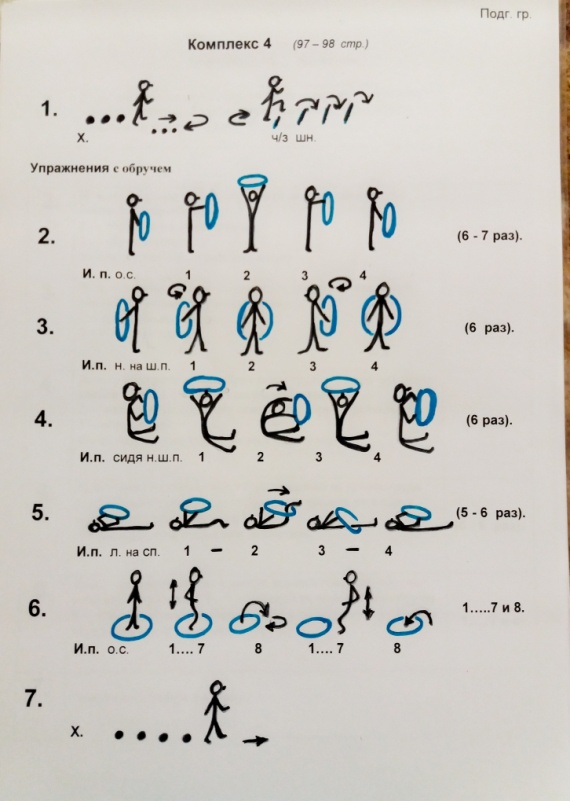 Подг. гр.
Комплекс 4 (97 – 98 стр.)
1.
Х. ч/з шн.
Упражнения с обручем
2. (6 - 7 раз).
И. п. о.с. 1 2 3 4
3. (6 раз).
И.п. н. на ш.п. 1 2 3 4
4. (6 раз).
И.п. сидя н.ш.п. 1 2 3 4
5. (5 - 6 раз).
И.п. л. на сп. 1 – 2 3 – 4
6. 1.....7 и 8.
И.п. о.с. 1.... 7 8 1.... 7 8
7.
Х.